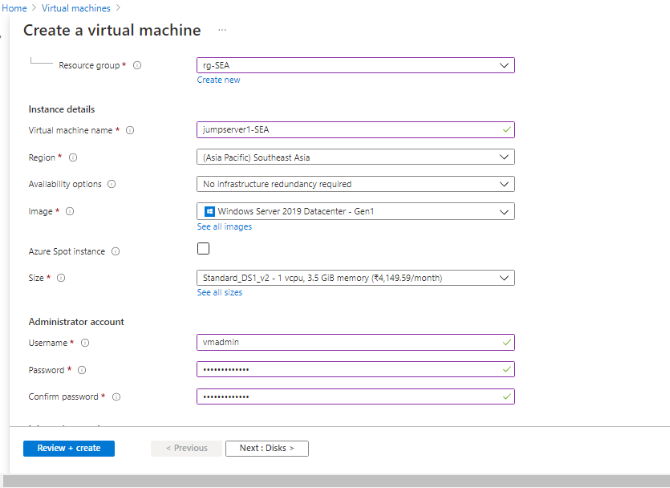 Home > Virtual machines >
Create a virtual machine ...
Resource group *
rg-SEA
Create new
Instance details
Virtual machine name *
jumpserver1-SEA
Region *
(Asia Pacific) Southeast Asia
Availability options
No infrastructure redundancy required
Image *
Windows Server 2019 Datacenter - Gen1
See all images
Azure Spot instance
Size *
Standard_DS1_v2 - 1 vcpu, 3.5 GiB memory (₹4,149.59/month)
See all sizes
Administrator account
Username *
vmadmin
Password *
•••••••••••••
Confirm password *
•••••••••••••
Review + create
< Previous
Next : Disks >